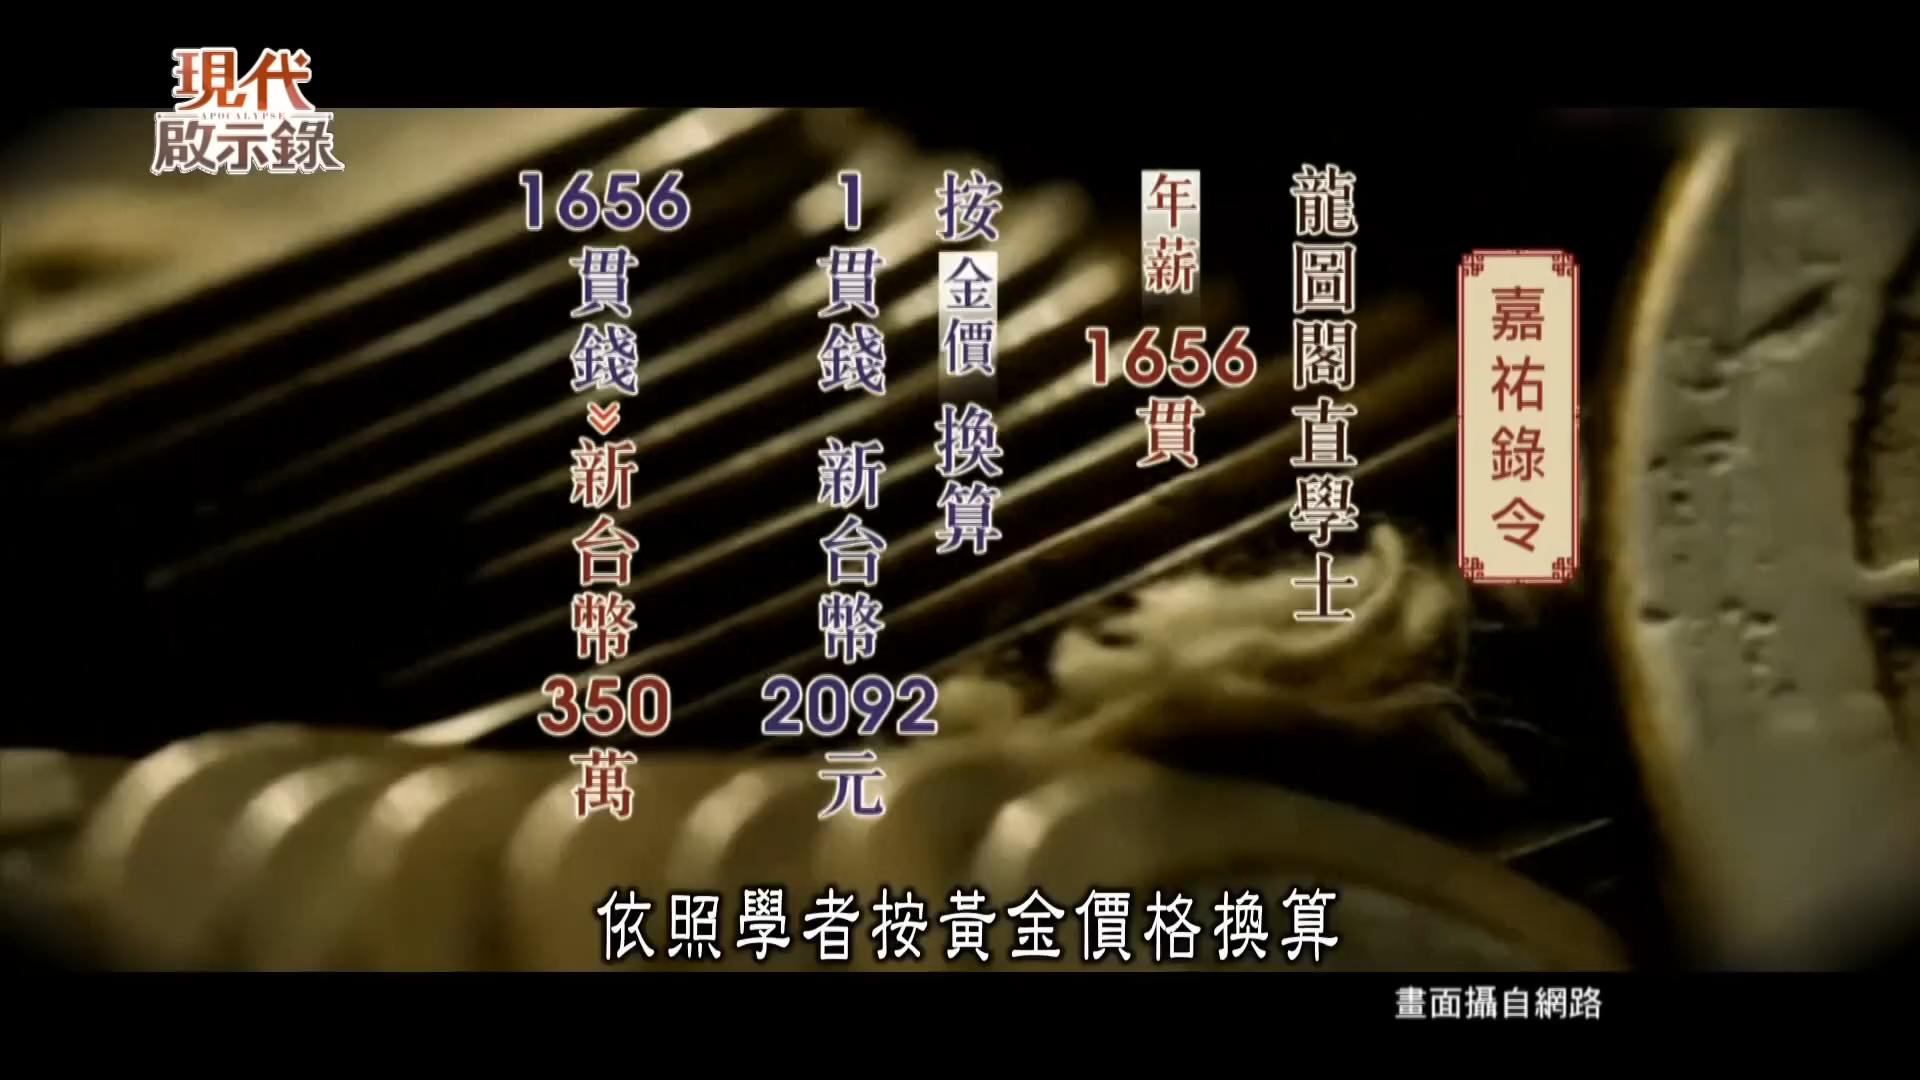 現代
APOCALYPSE
啟示錄
嘉祐錄令
龍圖閣直學士
年薪1656貫
按金價換算
1貫錢 新台幣2092元
1656貫錢 新台幣350萬
依照學者按黃金價格換算
畫面攝自網路